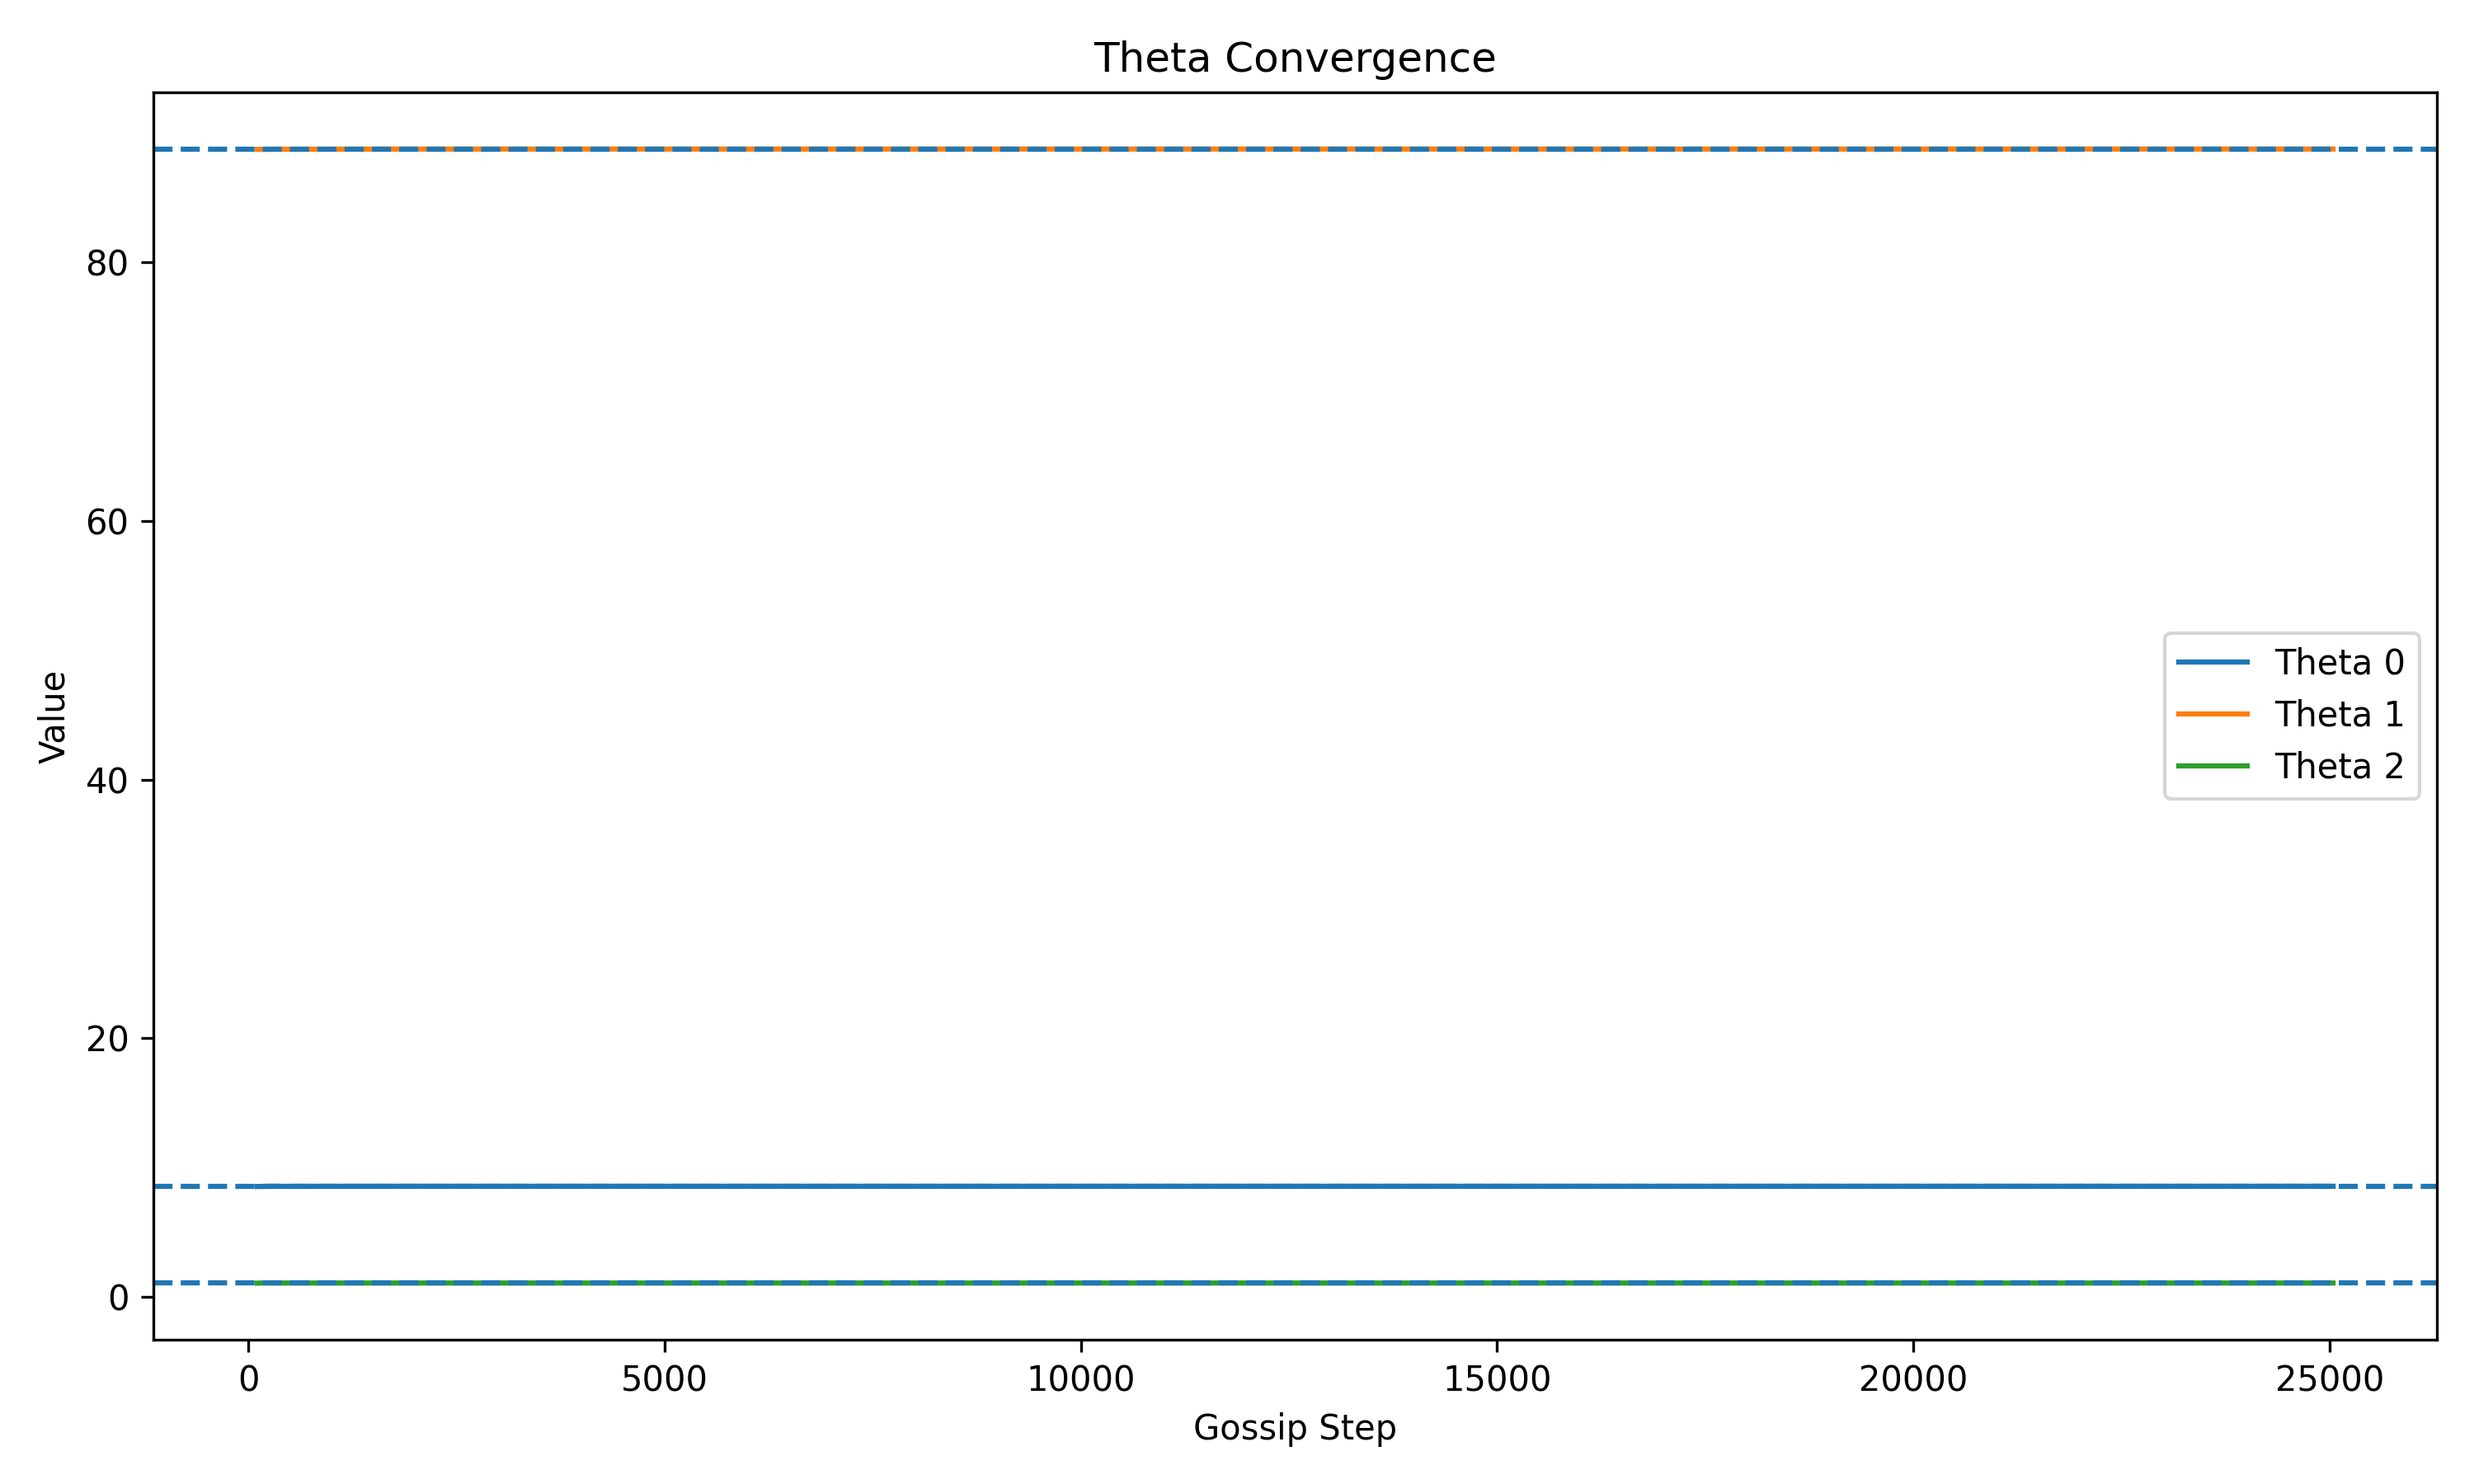 Theta Convergence
Value
80
60
40
20
0
Theta 0
Theta 1
Theta 2
0 5000 10000 15000 20000 25000
Gossip Step